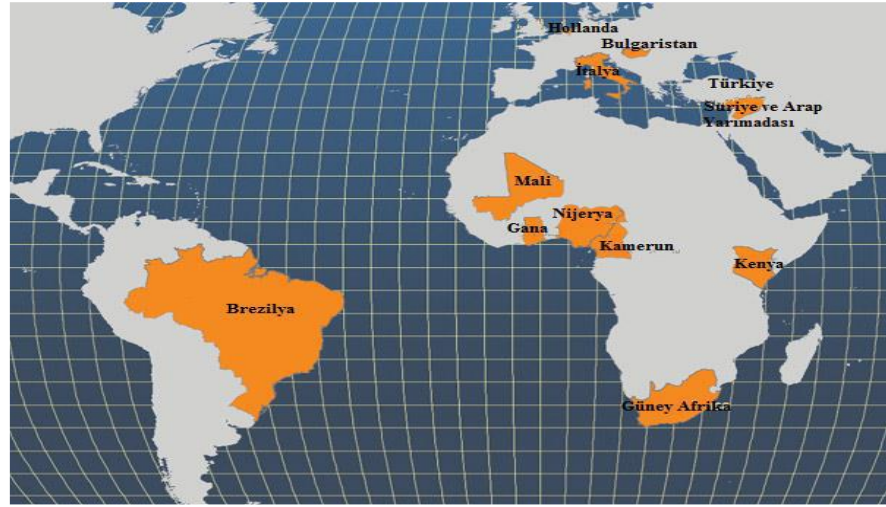 Hollanda
Bulgaristan
İtalya
Türkiye
Suriye ve Arap
Yarımadası
Mali
Nijerya
Gana
Kamerun
Kenya
Brezilya
Güney Afrika